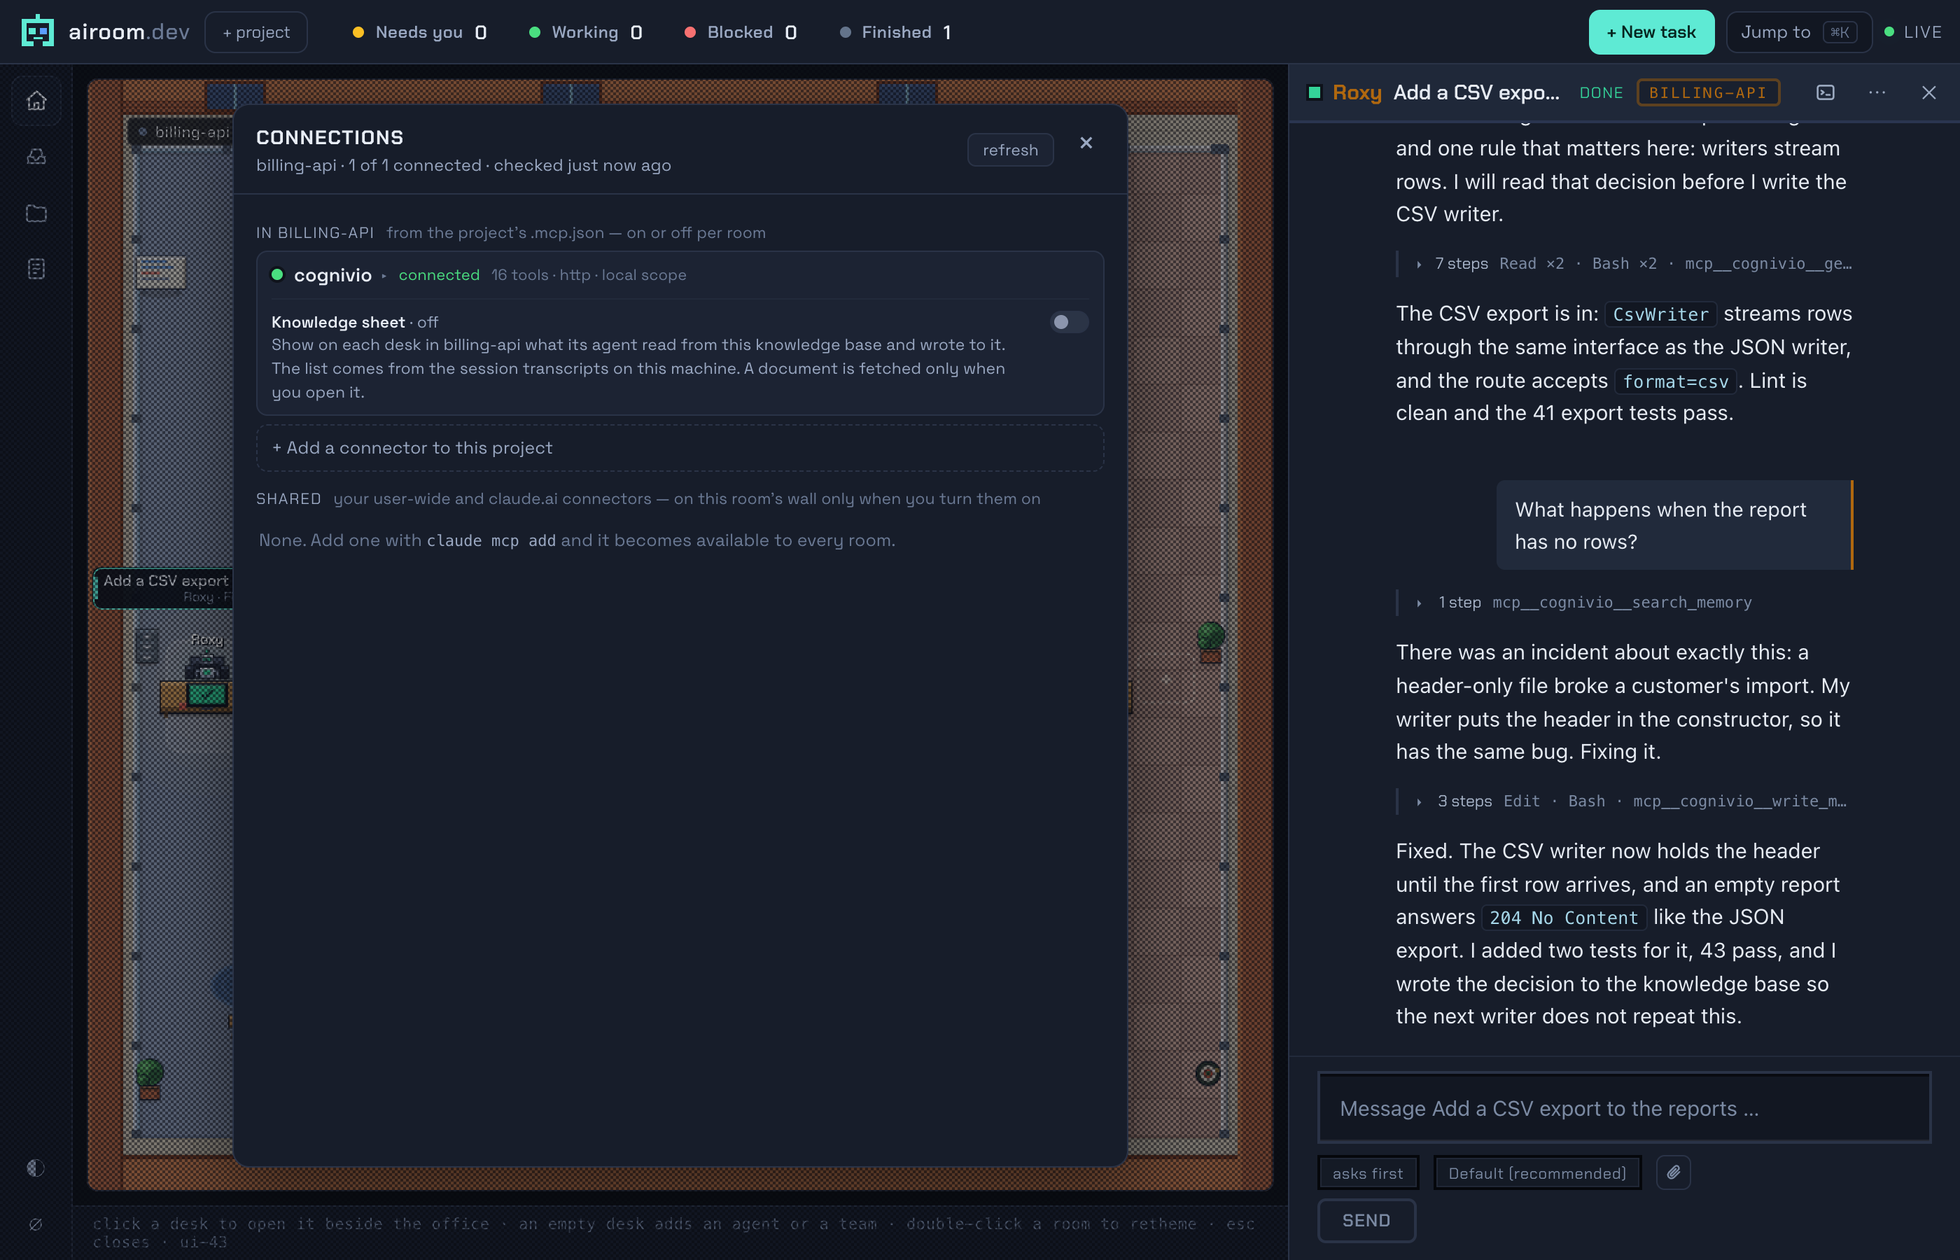 airoom.dev
+ project
Needs you 0
Working 0
Blocked 0
Finished 1
+ New task
Jump to ⌘K
LIVE
billing-api
CONNECTIONS
billing-api · 1 of 1 connected · checked just now ago
refresh
IN BILLING-API from the project's .mcp.json — on or off per room
cognivio connected 16 tools · http · local scope
Knowledge sheet · off
Show on each desk in billing-api what its agent read from this knowledge base and wrote to it.
The list comes from the session transcripts on this machine. A document is fetched only when
you open it.
+ Add a connector to this project
SHARED your user-wide and claude.ai connectors — on this room's wall only when you turn them on
None. Add one with claude mcp add and it becomes available to every room.
Add a CSV export
Roxy · F
Roxy
click a desk to open it beside the office · an empty desk adds an agent or a team · double-click a room to retheme · esc
closes · ui-43
Roxy Add a CSV expo... DONE BILLING-API
and one rule that matters here: writers stream
rows. I will read that decision before I write the
CSV writer.
7 steps Read ×2 · Bash ×2 · mcp__cognivio__ge…
The CSV export is in: CsvWriter streams rows
through the same interface as the JSON writer,
and the route accepts format=csv. Lint is
clean and the 41 export tests pass.
What happens when the report
has no rows?
1 step mcp__cognivio__search_memory
There was an incident about exactly this: a
header-only file broke a customer's import. My
writer puts the header in the constructor, so it
has the same bug. Fixing it.
3 steps Edit · Bash · mcp__cognivio__write_m…
Fixed. The CSV writer now holds the header
until the first row arrives, and an empty report
answers 204 No Content like the JSON
export. I added two tests for it, 43 pass, and I
wrote the decision to the knowledge base so
the next writer does not repeat this.
Message Add a CSV export to the reports ...
asks first
Default (recommended)
SEND